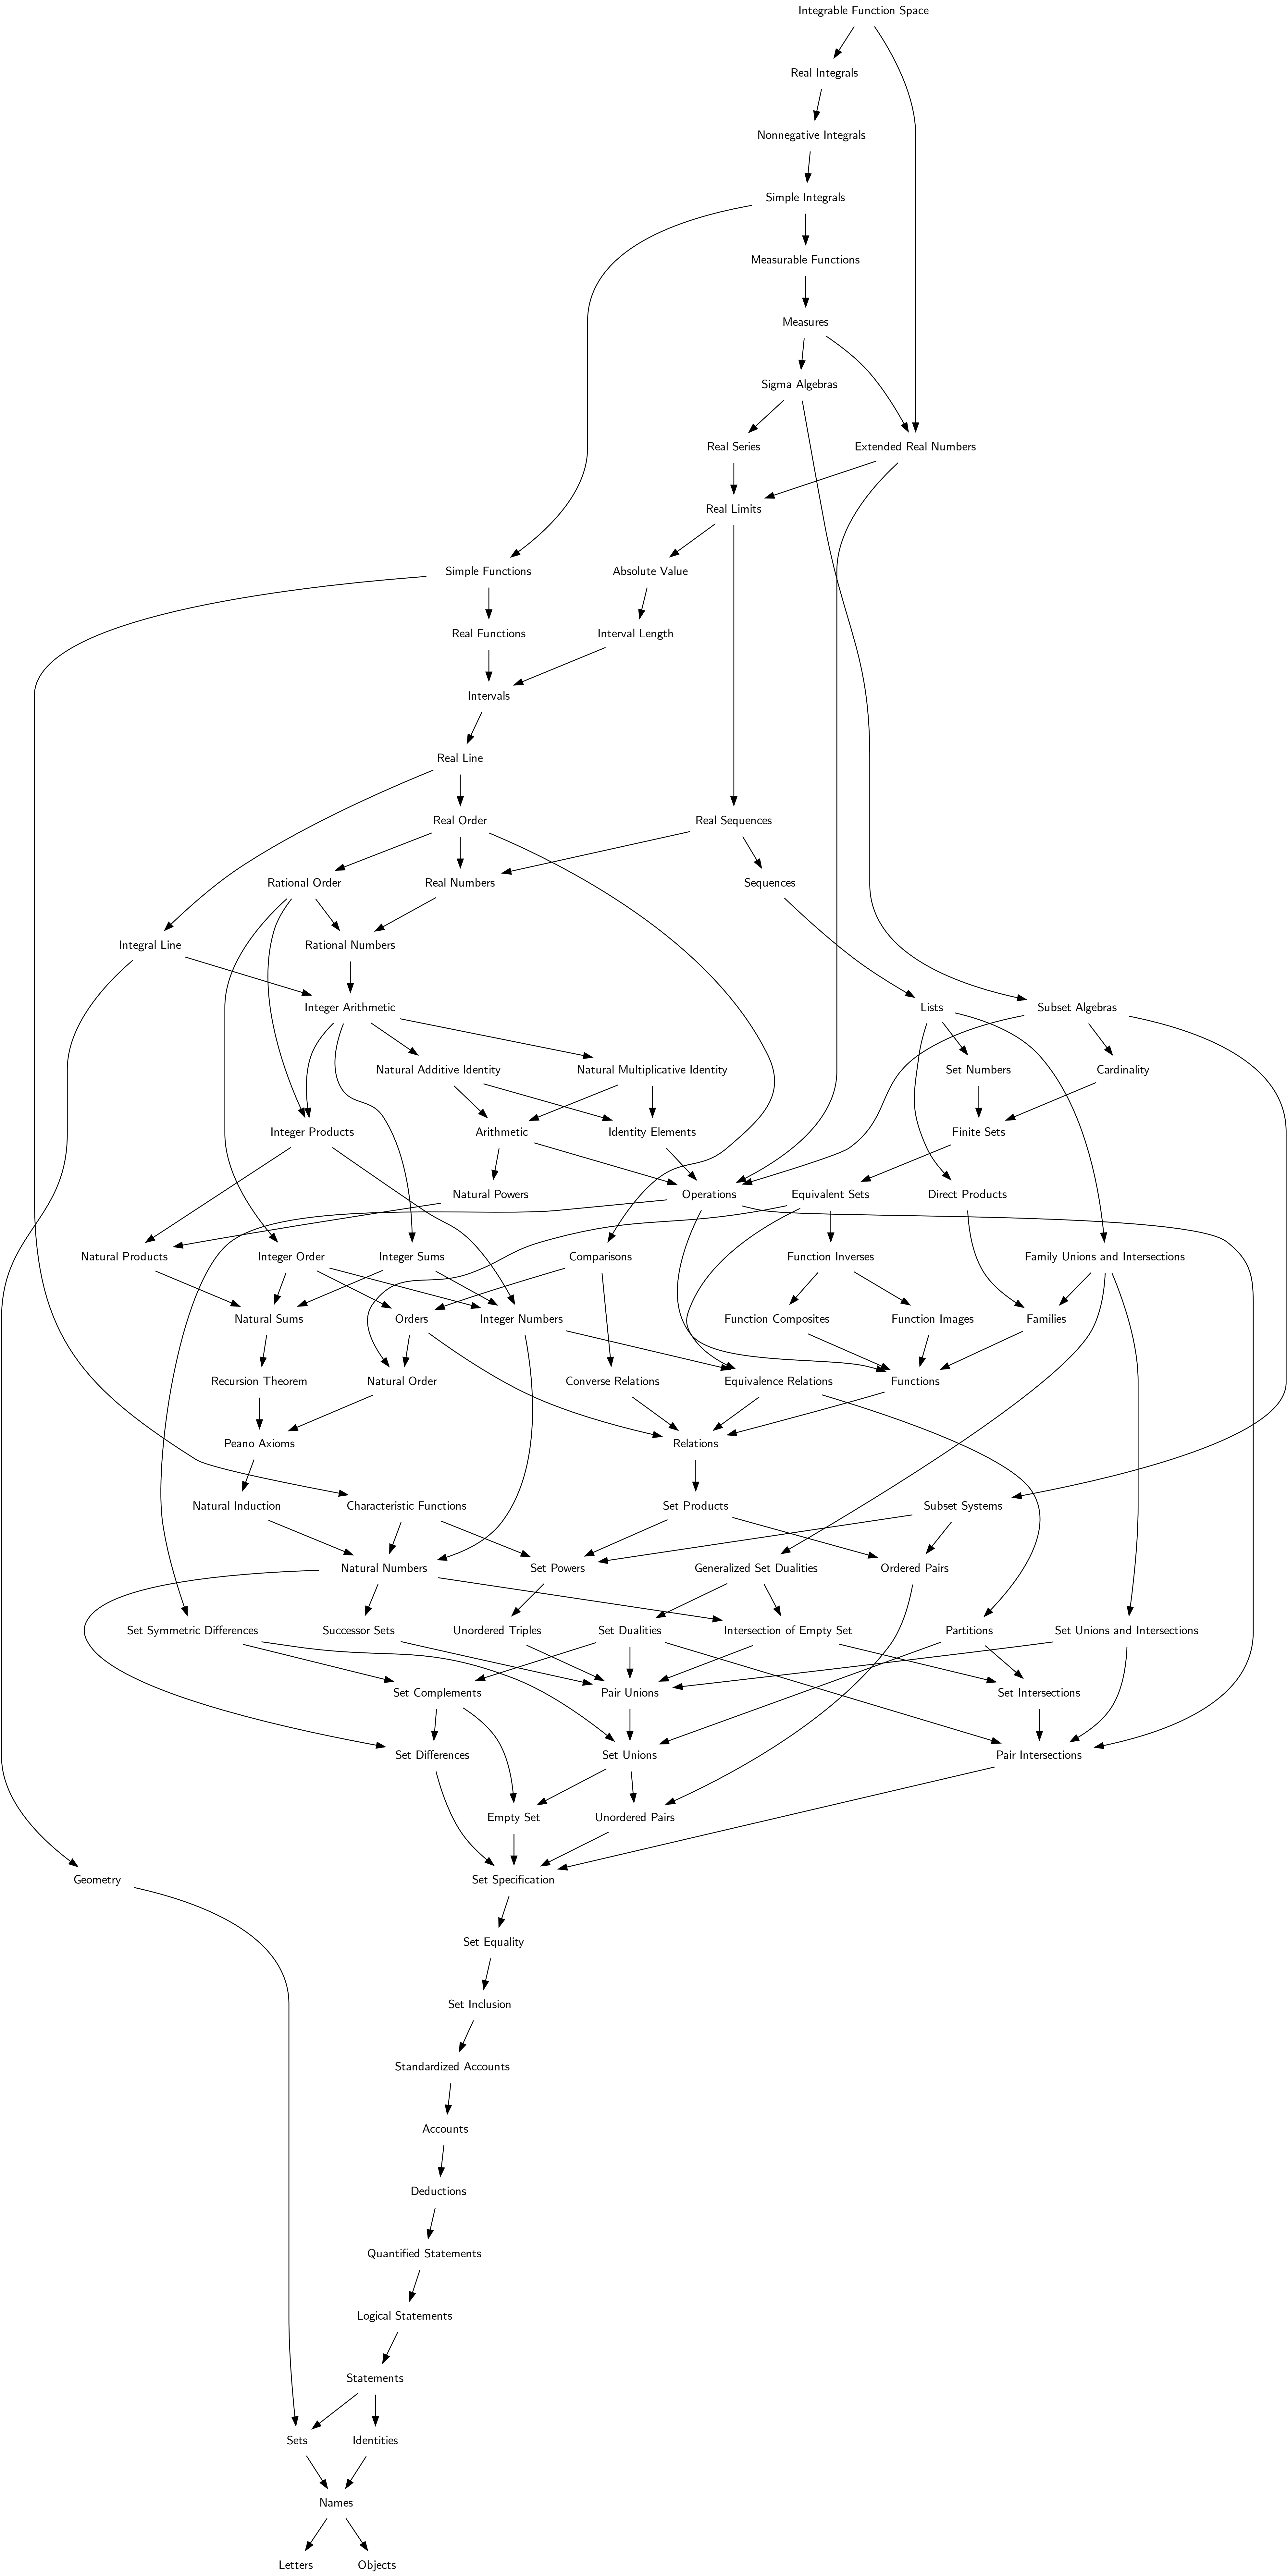 Integrable Function Space
Real Integrals
Nonnegative Integrals
Simple Integrals
Measurable Functions
Measures
Sigma Algebras
Real Series
Extended Real Numbers
Real Limits
Simple Functions
Absolute Value
Real Functions
Interval Length
Intervals
Real Line
Real Order
Real Sequences
Rational Order
Real Numbers
Sequences
Integral Line
Rational Numbers
Integer Arithmetic
Lists
Subset Algebras
Natural Additive Identity
Natural Multiplicative Identity
Set Numbers
Cardinality
Integer Products
Arithmetic
Identity Elements
Finite Sets
Natural Powers
Operations
Equivalent Sets
Direct Products
Natural Products
Integer Order
Integer Sums
Comparisons
Function Inverses
Family Unions and Intersections
Natural Sums
Orders
Integer Numbers
Function Composites
Function Images
Families
Recursion Theorem
Natural Order
Converse Relations
Equivalence Relations
Functions
Peano Axioms
Relations
Natural Induction
Characteristic Functions
Set Products
Subset Systems
Natural Numbers
Set Powers
Generalized Set Dualities
Ordered Pairs
Set Symmetric Differences
Successor Sets
Unordered Triples
Set Dualities
Intersection of Empty Set
Partitions
Set Unions and Intersections
Set Complements
Pair Unions
Set Intersections
Set Differences
Set Unions
Pair Intersections
Empty Set
Unordered Pairs
Geometry
Set Specification
Set Equality
Set Inclusion
Standardized Accounts
Accounts
Deductions
Quantified Statements
Logical Statements
Statements
Sets
Identities
Names
Letters
Objects